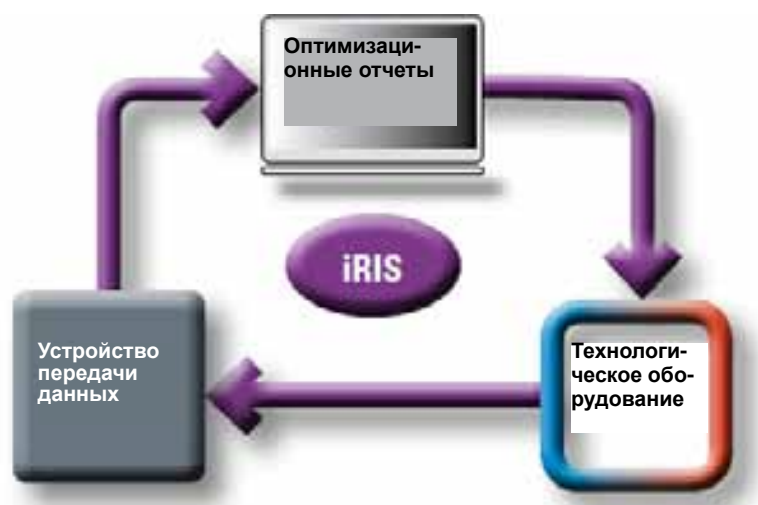 Оптимизаци-
онные отчеты
iRIS
Устройство
передачи
данных
Технологи-
ческое обо-
рудование